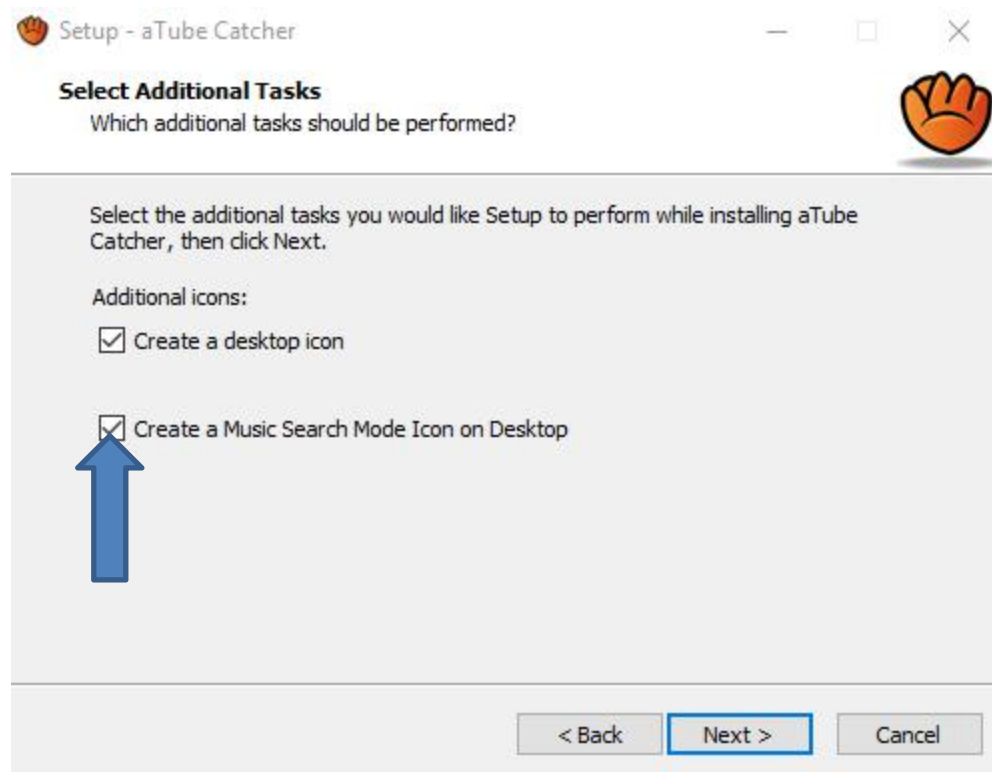 Setup - aTube Catcher
Select Additional Tasks
Which additional tasks should be performed?
Select the additional tasks you would like Setup to perform while installing aTube
Catcher, then click Next.
Additional icons:
Create a desktop icon
Create a Music Search Mode Icon on Desktop
< Back Next > Cancel